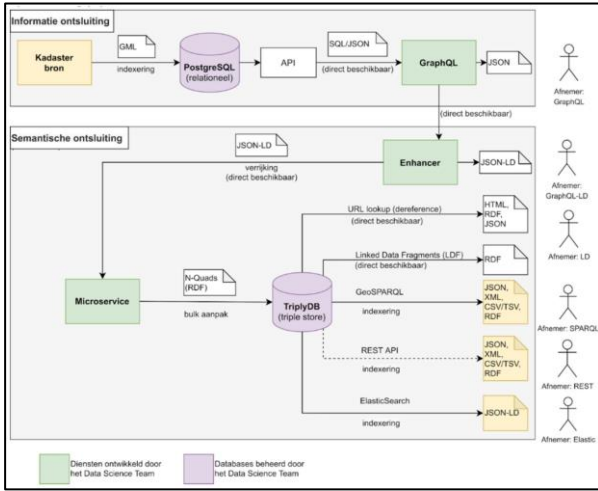 Informatie ontsluiting
Kadaster
bron
GML
indexering
PostgreSQL
(relationeel)
API
SQL/JSON
(direct beschikbaar)
GraphQL
JSON
Afnemer:
GraphQL
(direct beschikbaar)
Semantische ontsluiting
JSON-LD
verrijking
(direct beschikbaar)
Enhancer
JSON-LD
Afnemer:
GraphQL-LD
URL lookup (dereference)
(direct beschikbaar)
HTML,
RDF,
JSON
Afnemer: LD
Linked Data Fragments (LDF)
(direct beschikbaar)
RDF
Microservice
N-Quads
(RDF)
bulk aanpak
TriplyDB
(triple store)
GeoSPARQL
indexering
JSON,
XML,
CSV/TSV,
RDF
Afnemer: SPARQL
REST API
indexering
JSON,
XML,
CSV/TSV,
RDF
Afnemer: REST
ElasticSearch
indexering
JSON-LD
Afnemer: Elastic
Diensten ontwikkeld door
het Data Science Team
Databases beheerd door
het Data Science Team